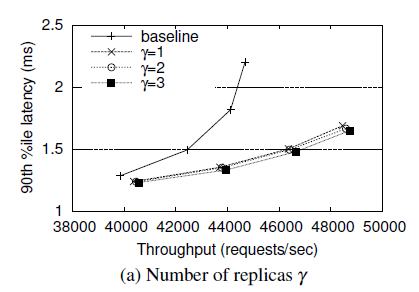 2.5
2
1.5
1
90th %ile latency (ms)
baseline
γ=1
γ=2
γ=3
38000 40000 42000 44000 46000 48000 50000
Throughput (requests/sec)
(a) Number of replicas γ